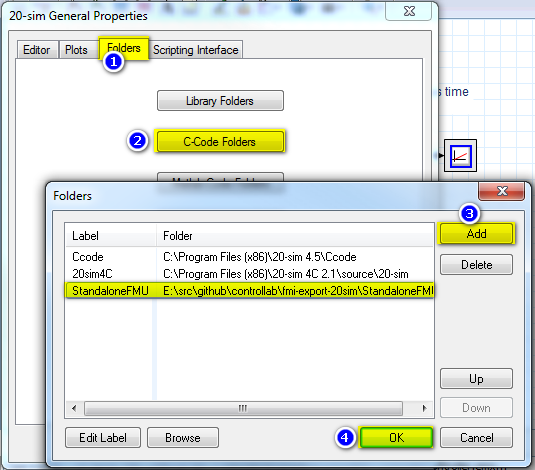 20-sim General Properties
Editor
Plots
Folders
Scripting Interface
1
Library Folders
s time
2
C-Code Folders
Folders
3
Label
Folder
Add
Ccode
C:\Program Files (x86)\20-sim 4.5\Ccode
20sim4C
C:\Program Files (x86)\20-sim 4C 2.1\source\20-sim
Delete
StandaloneFMU
E:\src\github\controllab\fmi-export-20sim\StandaloneFMU
Up
Down
Edit Label
Browse
4
OK
Cancel